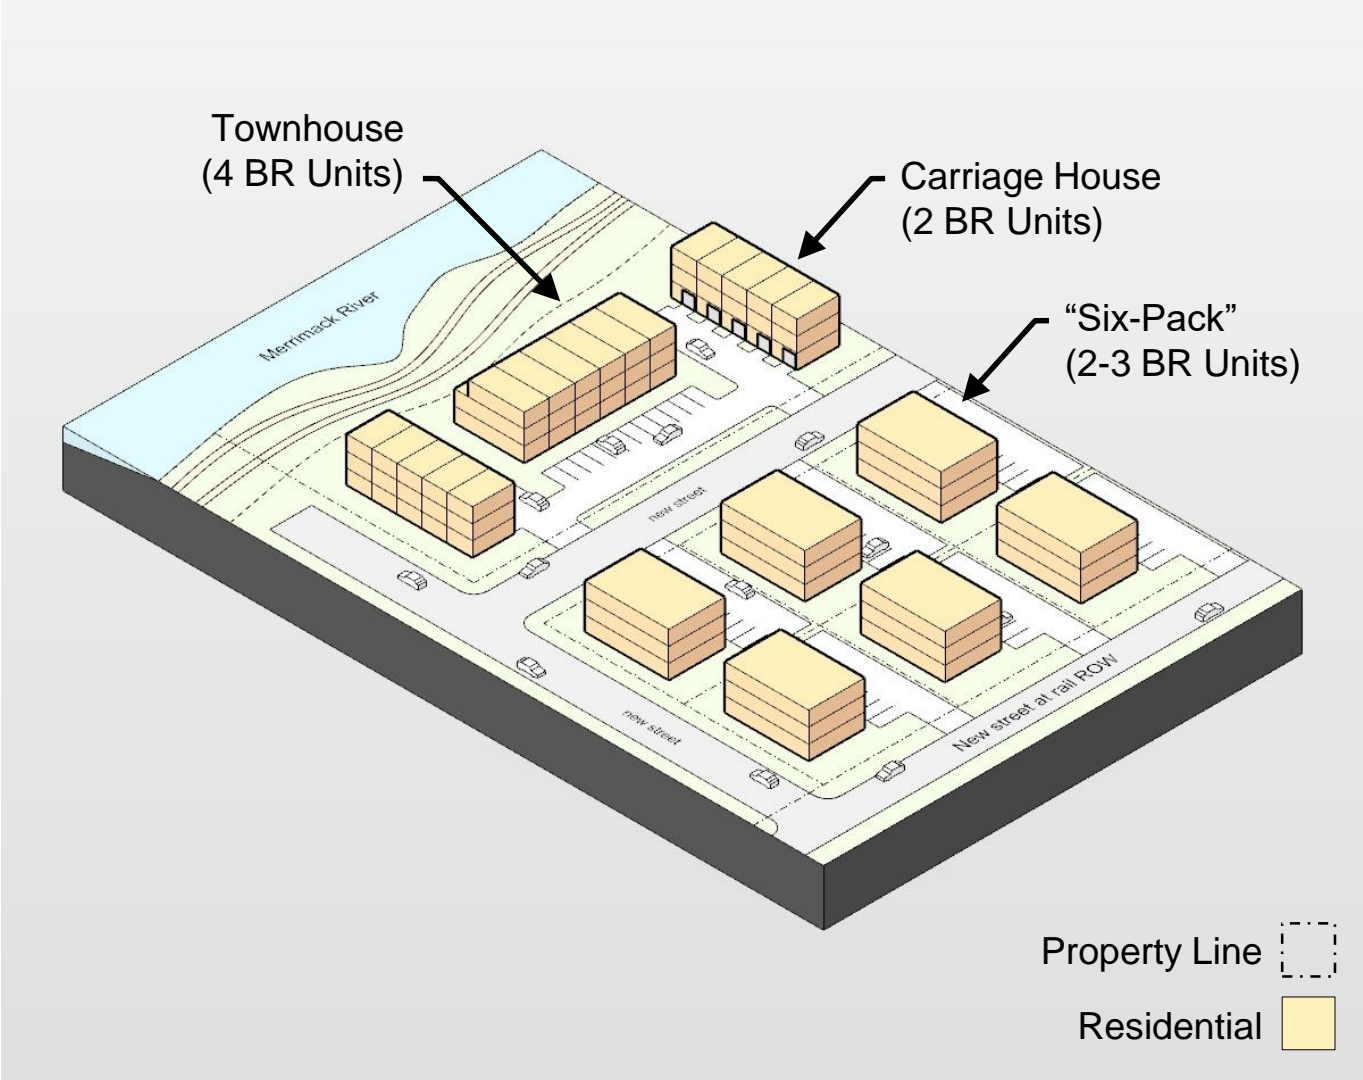 Townhouse
(4 BR Units)
Carriage House
(2 BR Units)
“Six-Pack”
(2-3 BR Units)
Merrimack River
new street
new street
New street at rail ROW
Property Line
Residential